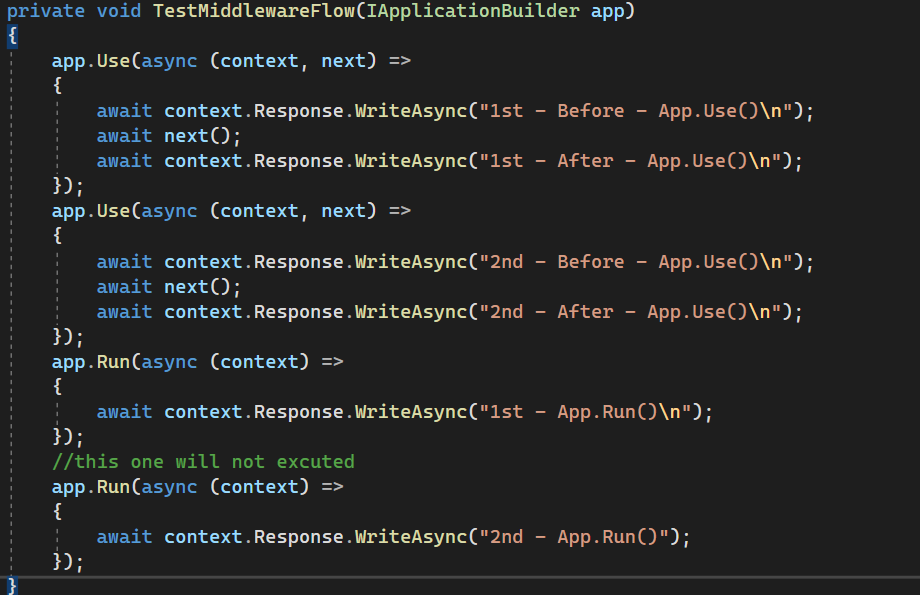 private void TestMiddlewareFlow(IApplicationBuilder app)
{
app.Use(async (context, next) =>
{
await context.Response.WriteAsync("1st - Before - App.Use()\n");
await next();
await context.Response.WriteAsync("1st - After - App.Use()\n");
});
app.Use(async (context, next) =>
{
await context.Response.WriteAsync("2nd - Before - App.Use()\n");
await next();
await context.Response.WriteAsync("2nd - After - App.Use()\n");
});
app.Run(async (context) =>
{
await context.Response.WriteAsync("1st - App.Run()\n");
});
//this one will not excuted
app.Run(async (context) =>
{
await context.Response.WriteAsync("2nd - App.Run()");
});
}